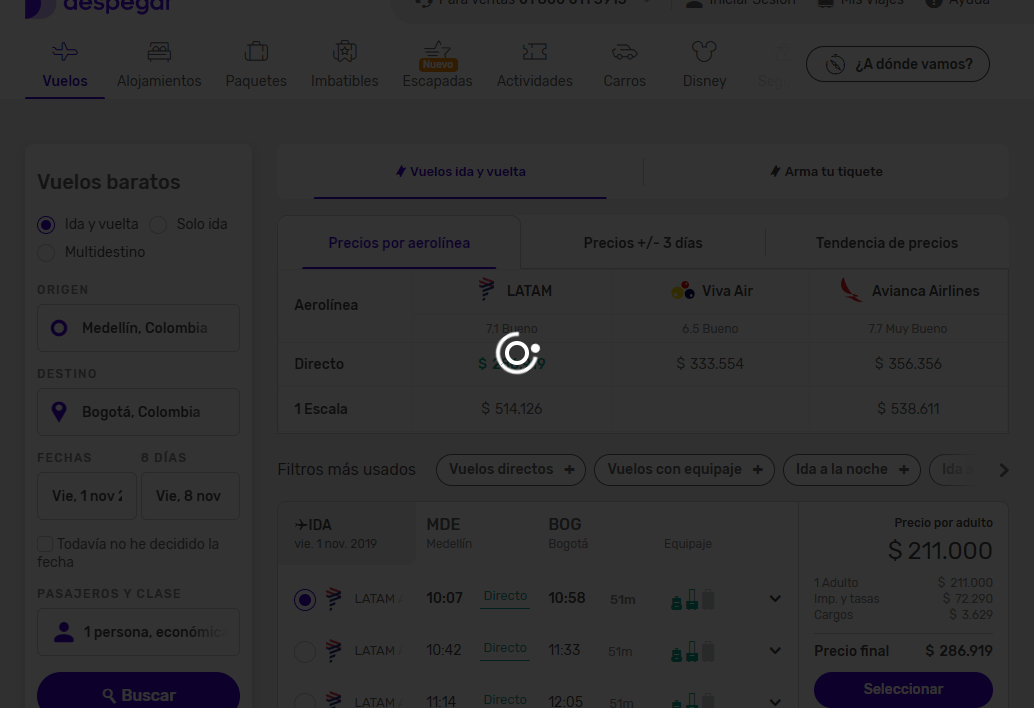 despegar
Para ventas 01 800 011 5913
Iniciar Sesión
Mis Viajes
Ayuda
Vuelos
Alojamientos
Paquetes
Imbatibles
Nuevo
Escapadas
Actividades
Carros
Disney
¿A dónde vamos?
Vuelos baratos
Ida y vuelta
Solo ida
Multidestino
ORIGEN
Medellín, Colombia
DESTINO
Bogotá, Colombia
FECHAS
8 DÍAS
Vie, 1 nov 2
Vie, 8 nov
Todavía no he decidido la
fecha
PASAJEROS Y CLASE
1 persona, económic
Buscar
Vuelos ida y vuelta
Arma tu tiquete
Precios por aerolínea
Precios +/- 3 días
Tendencia de precios
Aerolínea
LATAM
Viva Air
Avianca Airlines
7.1 Bueno
6.5 Bueno
7.7 Muy Bueno
Directo
$ 333.554
$ 356.356
1 Escala
$ 514.126
$ 538.611
Filtros más usados
Vuelos directos +
Vuelos con equipaje +
Ida a la noche +
Ida a
IDA
vie. 1 nov. 2019
MDE
Medellín
BOG
Bogotá
Equipaje
LATAM
10:07
Directo
10:58
51m
LATAM
10:42
Directo
11:33
51m
LATAM
11:14
Directo
12:05
51m
Precio por adulto
$ 211.000
1 Adulto $ 211.000
Imp. y tasas $ 72.290
Cargos $ 3.629
Precio final $ 286.919
Seleccionar